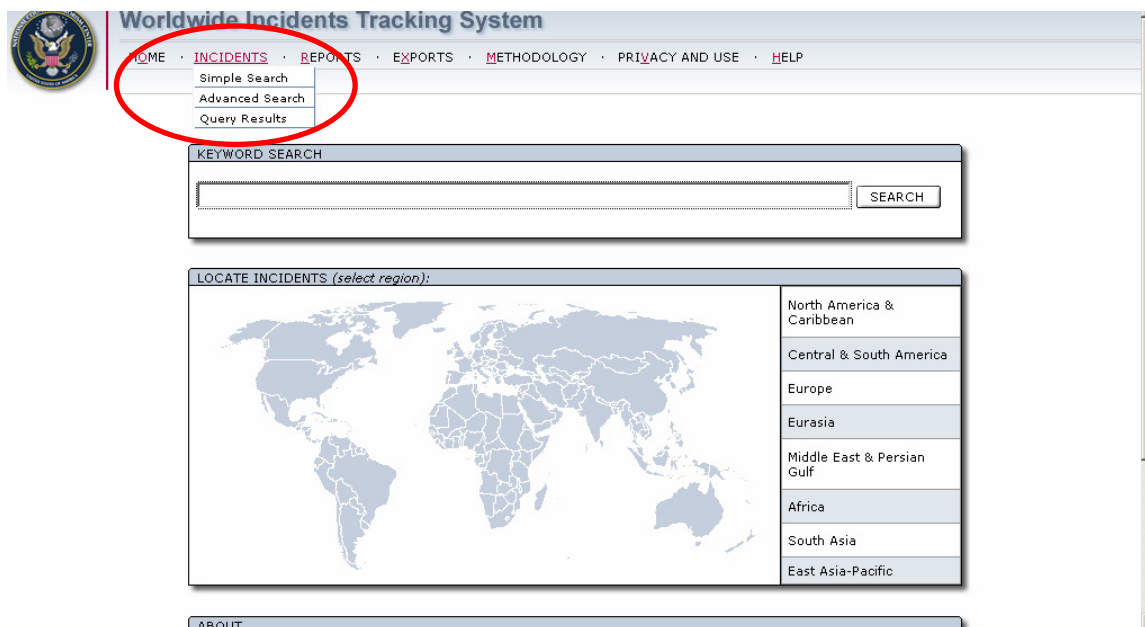 Worldwide Incidents Tracking System
HOME · INCIDENTS · REPORTS · EXPORTS · METHODOLOGY · PRIVACY AND USE · HELP
Simple Search
Advanced Search
Query Results
KEYWORD SEARCH
SEARCH
LOCATE INCIDENTS (select region):
North America &
Caribbean
Central & South America
Europe
Eurasia
Middle East & Persian
Gulf
Africa
South Asia
East Asia-Pacific
ABOUT